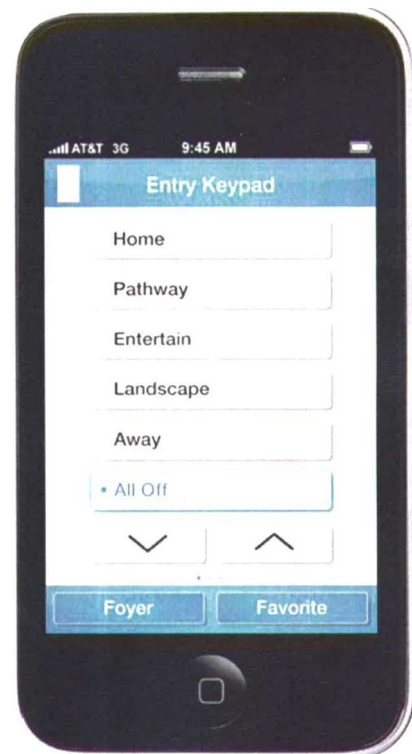 AT&T 3G 9:45 AM
Entry Keypad
Home
Pathway
Entertain
Landscape
Away
• All Off
Foyer Favorite